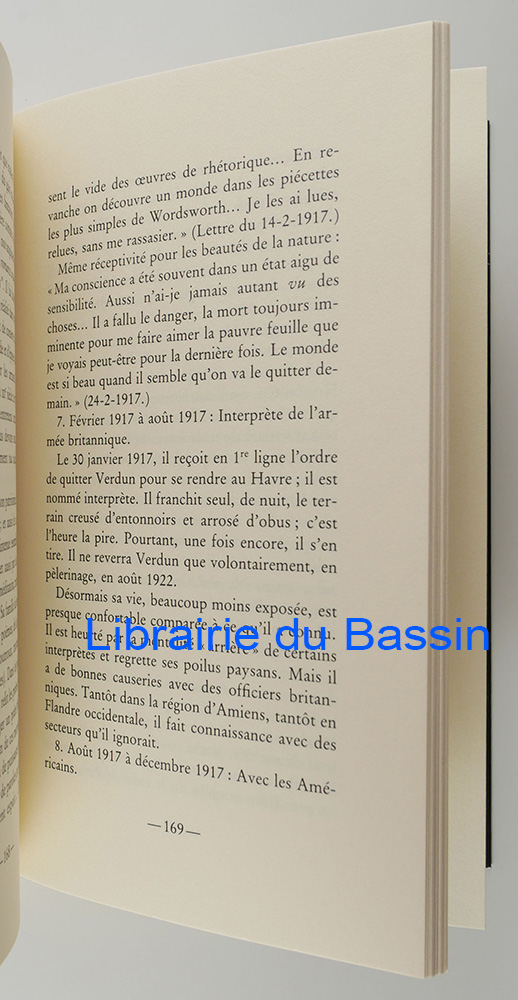 sent le vide des œuvres de rhétorique... En re-
vanche on découvre un monde dans les piécettes
les plus simples de Wordsworth... Je les ai lues,
relues, sans me rassasier. » (Lettre du 14-2-1917.)
Même réceptivité pour les beautés de la nature :
« Ma conscience a été souvent dans un état aigu de
sensibilité. Aussi n'ai-je jamais autant vu des
choses... Il a fallu le danger, la mort toujours im-
minente pour me faire aimer la pauvre feuille que
je voyais peut-être pour la dernière fois. Le monde
est si beau quand il semble qu'on va le quitter de-
main. » (24-2-1917.)
7. Février 1917 à août 1917 : Interprète de l'ar-
mée britannique.
Le 30 janvier 1917, il reçoit en 1re ligne l'ordre
de quitter Verdun pour se rendre au Havre ; il est
nommé interprète. Il franchit seul, de nuit, le ter-
rain creusé d'entonnoirs et arrosé d'obus ; c'est
l'heure la pire. Pourtant, une fois encore, il s'en
tire. Il ne reverra Verdun que volontairement, en
pèlerinage, en août 1922.
Désormais sa vie, beaucoup moins exposée, est
presque confortable comparée à ce qu'il a connu.
Il est heurté par la mentalité « arrière » de certains
interprètes et regrette ses poilus paysans. Mais il
a de bonnes causeries avec des officiers britan-
niques. Tantôt dans la région d'Amiens, tantôt en
Flandre occidentale, il fait connaissance avec des
secteurs qu'il ignorait.
8. Août 1917 à décembre 1917 : Avec les Amé-
ricains.
—169—
Librairie du Bassin
—168—